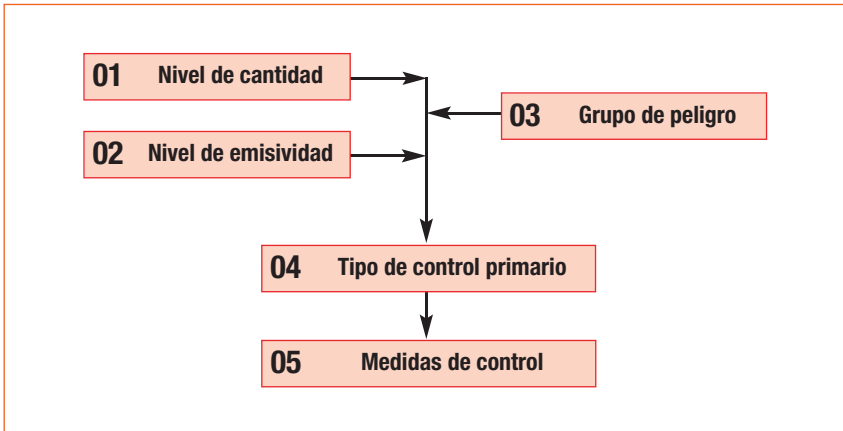 01 Nivel de cantidad
03 Grupo de peligro
02 Nivel de emisividad
04 Tipo de control primario
05 Medidas de control